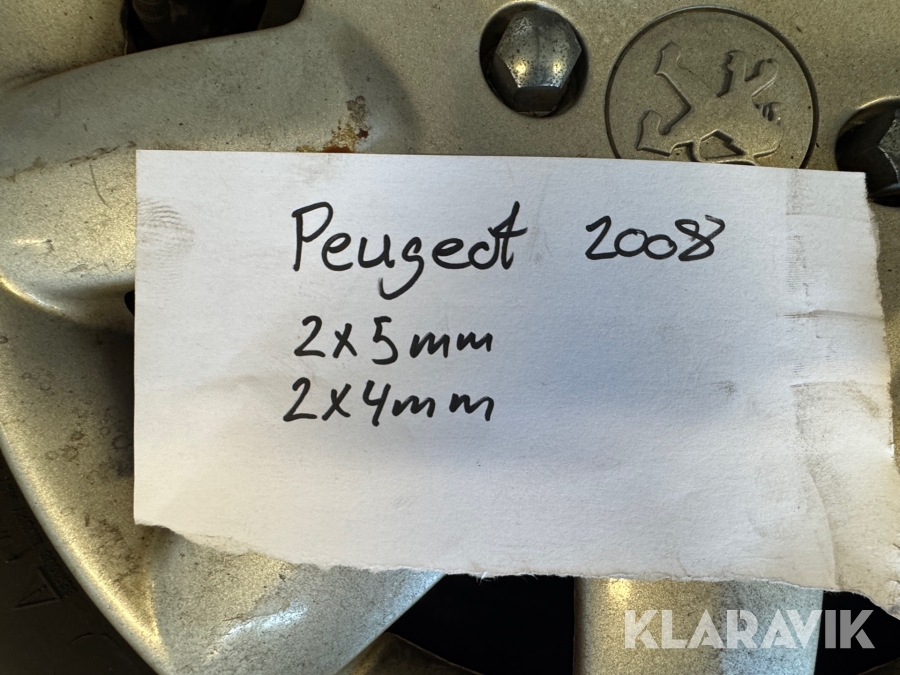 Peugeot 2008
2x5mm
2x4mm
KLARAVIK